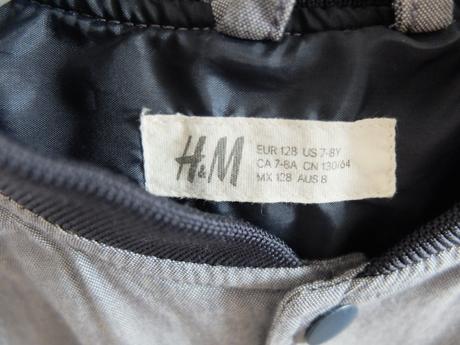 H&M
EUR 128 US 7-8Y
CA 7-8A CN 130/64
MX 128 AUS 8